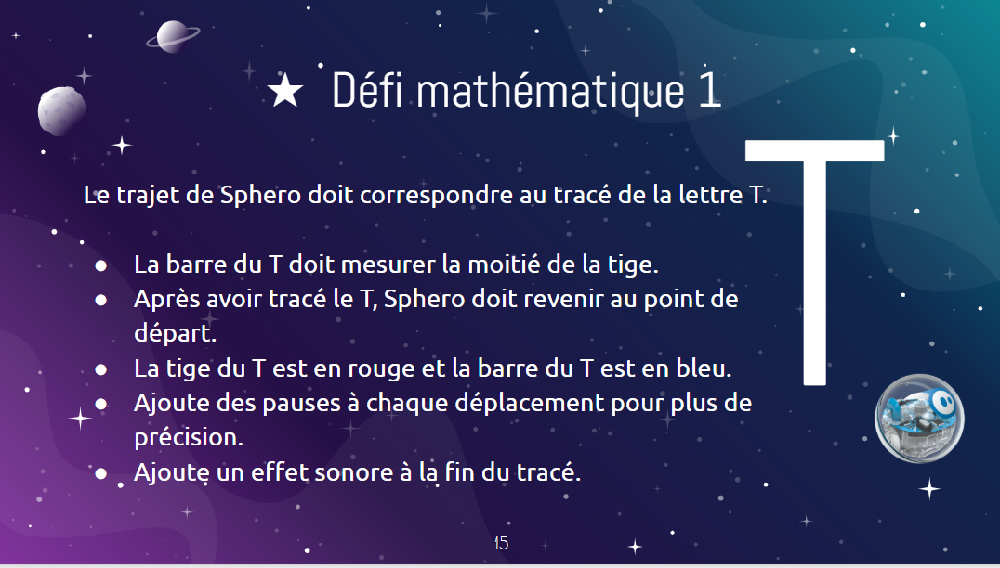 ★ Défi mathématique 1
T
Le trajet de Sphero doit correspondre au tracé de la lettre T.
● La barre du T doit mesurer la moitié de la tige.
● Après avoir tracé le T, Sphero doit revenir au point de
départ.
● La tige du T est en rouge et la barre du T est en bleu.
● Ajoute des pauses à chaque déplacement pour plus de
précision.
● Ajoute un effet sonore à la fin du tracé.
15